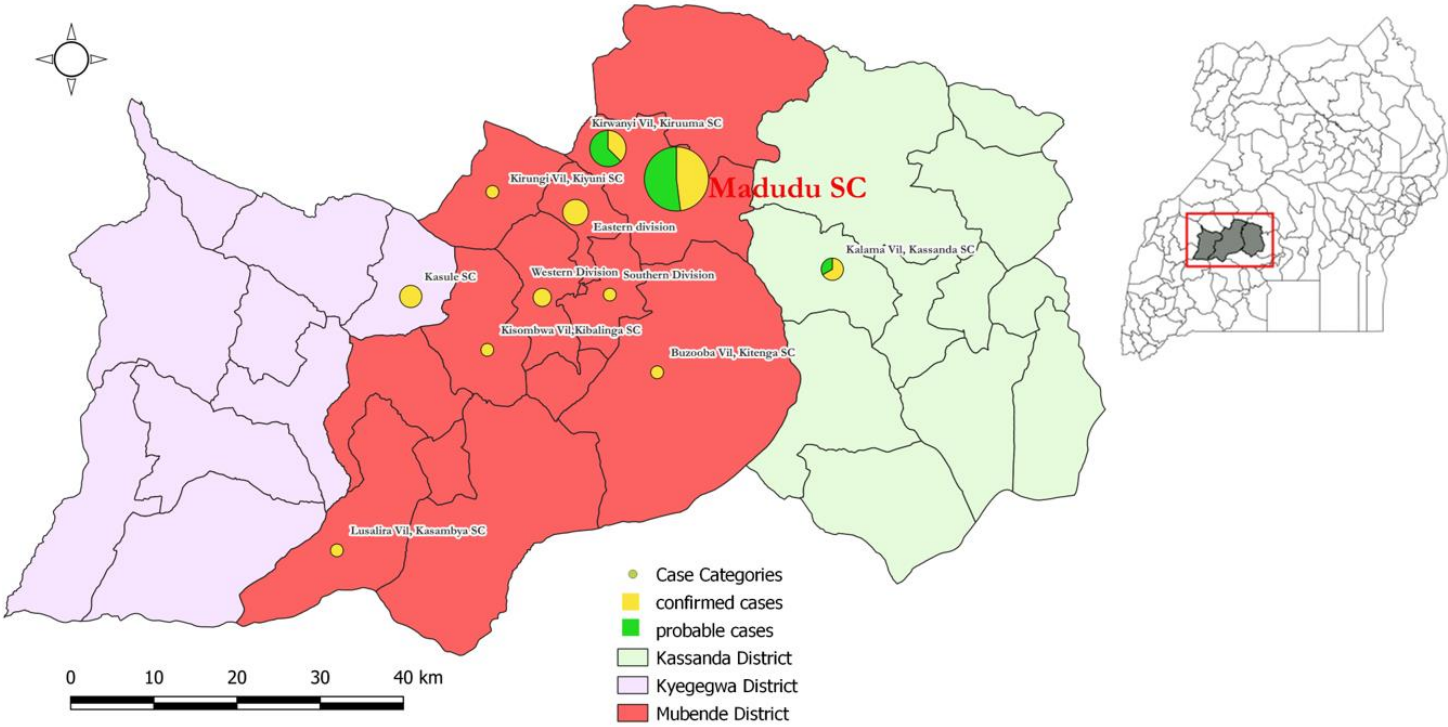 Kirwanyi Vil, Kiruuma SC
Kirungi Vil, Kiyuni SC
Madudu SC
Eastern division
Kalama Vil, Kassanda SC
Kasule SC
Western Division
Southern Division
Kisombwa Vil,Kibalinga SC
Buzooba Vil, Kitenga SC
Lusalira Vil, Kasambya SC
Case Categories
confirmed cases
probable cases
Kassanda District
Kyegegwa District
Mubende District
0 10 20 30 40 km